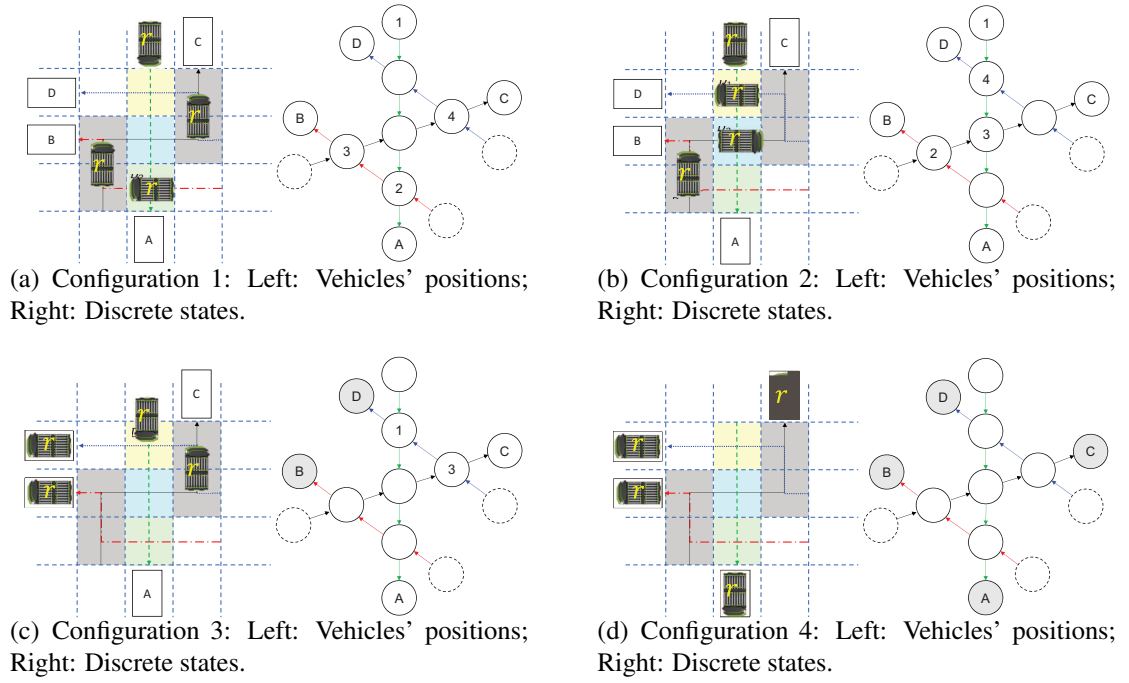 r
C
1
D
D
r
C
B
4
B
r
3
r
2
A
A
(a) Configuration 1: Left: Vehicles' positions;
Right: Discrete states.
r
C
1
D
D
r
4
C
B
r
B
3
r
2
A
A
(b) Configuration 2: Left: Vehicles' positions;
Right: Discrete states.
C
r
D
r
1
C
r
r
B
3
A
A
(c) Configuration 3: Left: Vehicles' positions;
Right: Discrete states.
r
D
r
C
r
B
r
A
(d) Configuration 4: Left: Vehicles' positions;
Right: Discrete states.